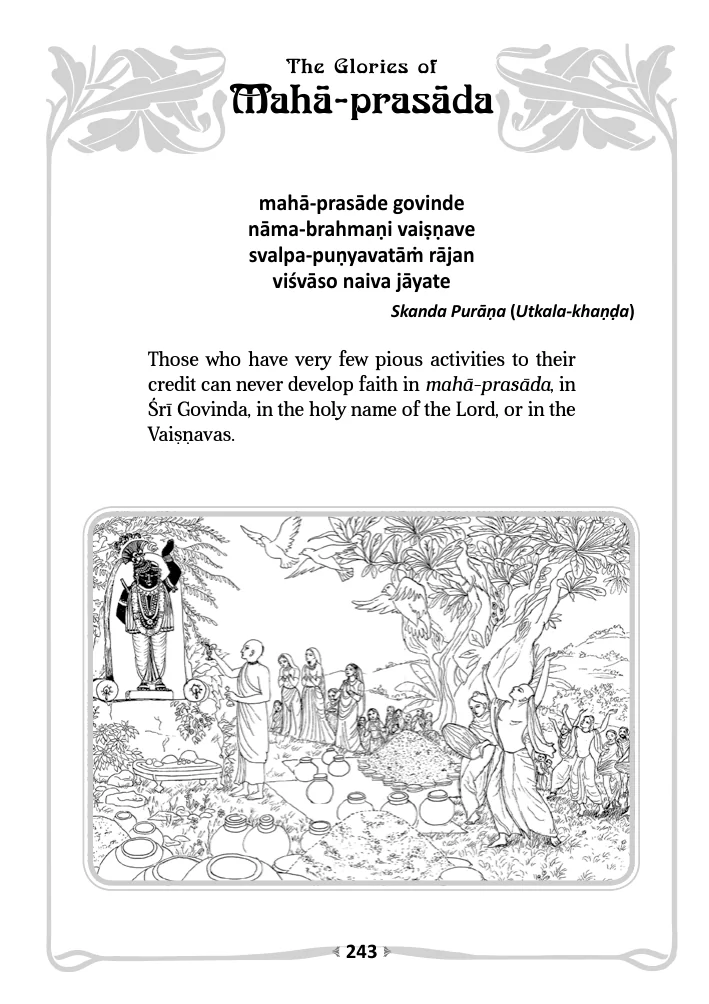 The Glories of
Mahā-prasāda
mahā-prasāde govinde
nāma-brahmaṇi vaiṣṇave
svalpa-puṇyavatāṁ rājan
viśvāso naiva jāyate
Skanda Purāṇa (Utkala-khaṇḍa)
Those who have very few pious activities to their
credit can never develop faith in mahā-prasāda, in
Śrī Govinda, in the holy name of the Lord, or in the
Vaiṣṇavas.
243